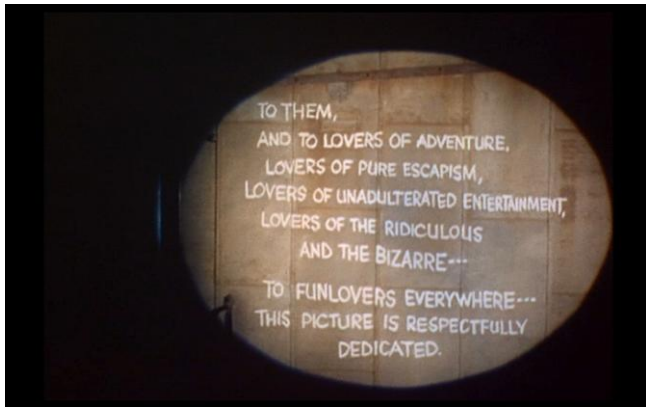 TO THEM,
AND TO LOVERS OF ADVENTURE,
LOVERS OF PURE ESCAPISM,
LOVERS OF UNADULTERATED ENTERTAINMENT,
LOVERS OF THE RIDICULOUS
AND THE BIZARRE---
TO FUNLOVERS EVERYWHERE---
THIS PICTURE IS RESPECTFULLY
DEDICATED.